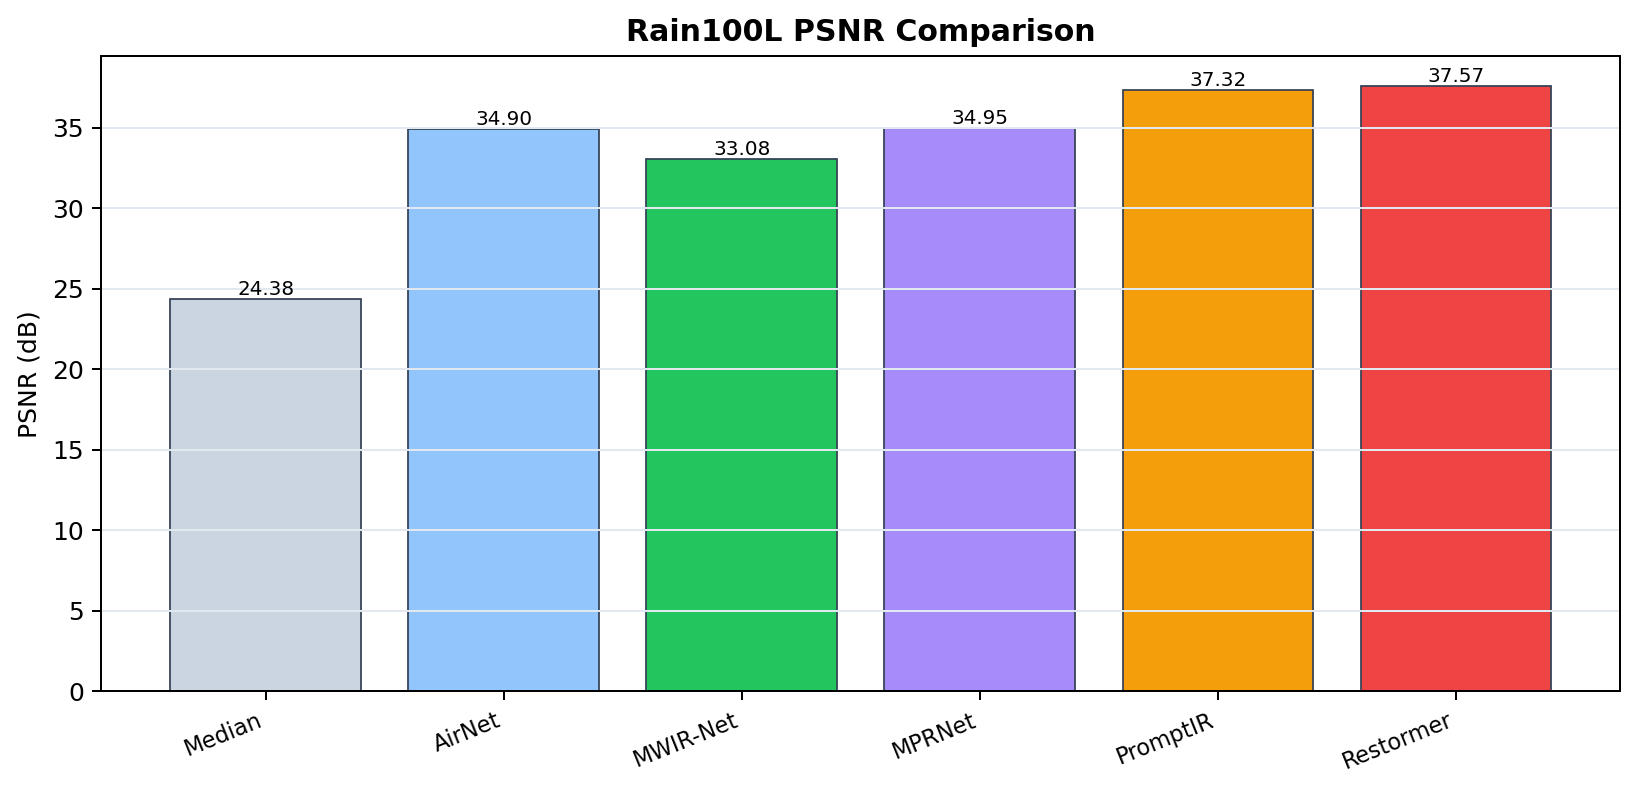 Rain100L PSNR Comparison
37.32
37.57
34.90
34.95
33.08
24.38
35
30
25
20
15
10
5
0
PSNR (dB)
Median
AirNet
MWIR-Net
MPRNet
PromptIR
Restormer